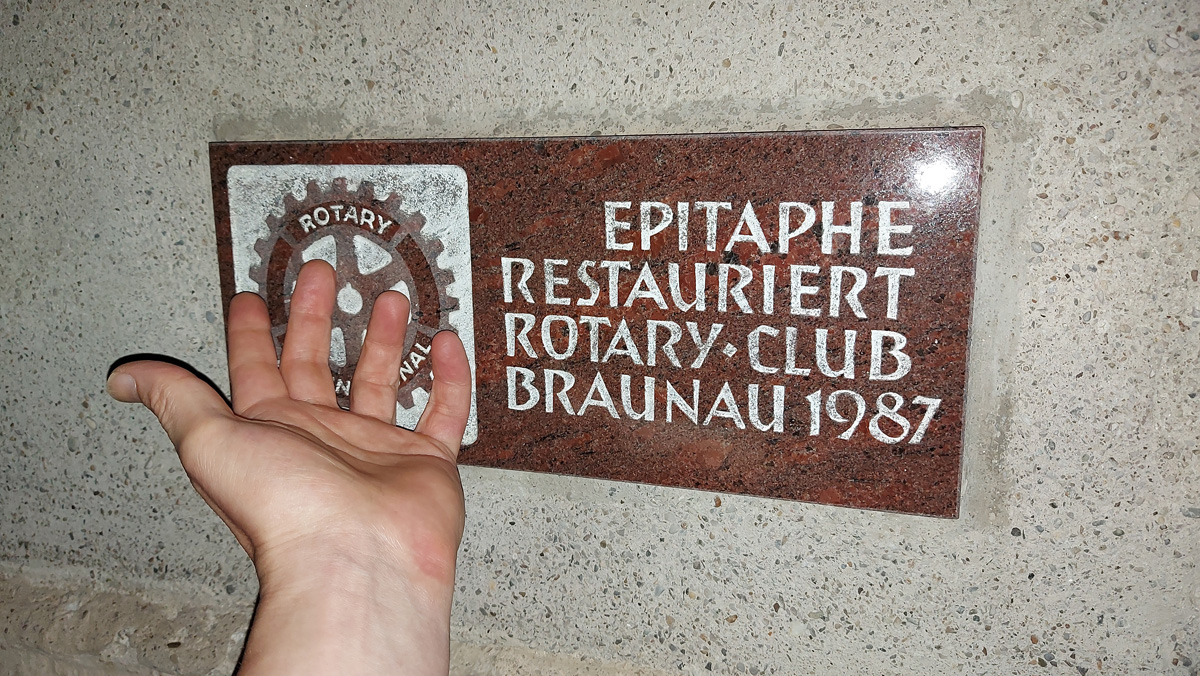 ROTARY
EPITAPHE
RESTAURIERT
ROTARY·CLUB
BRAUNAU 1987